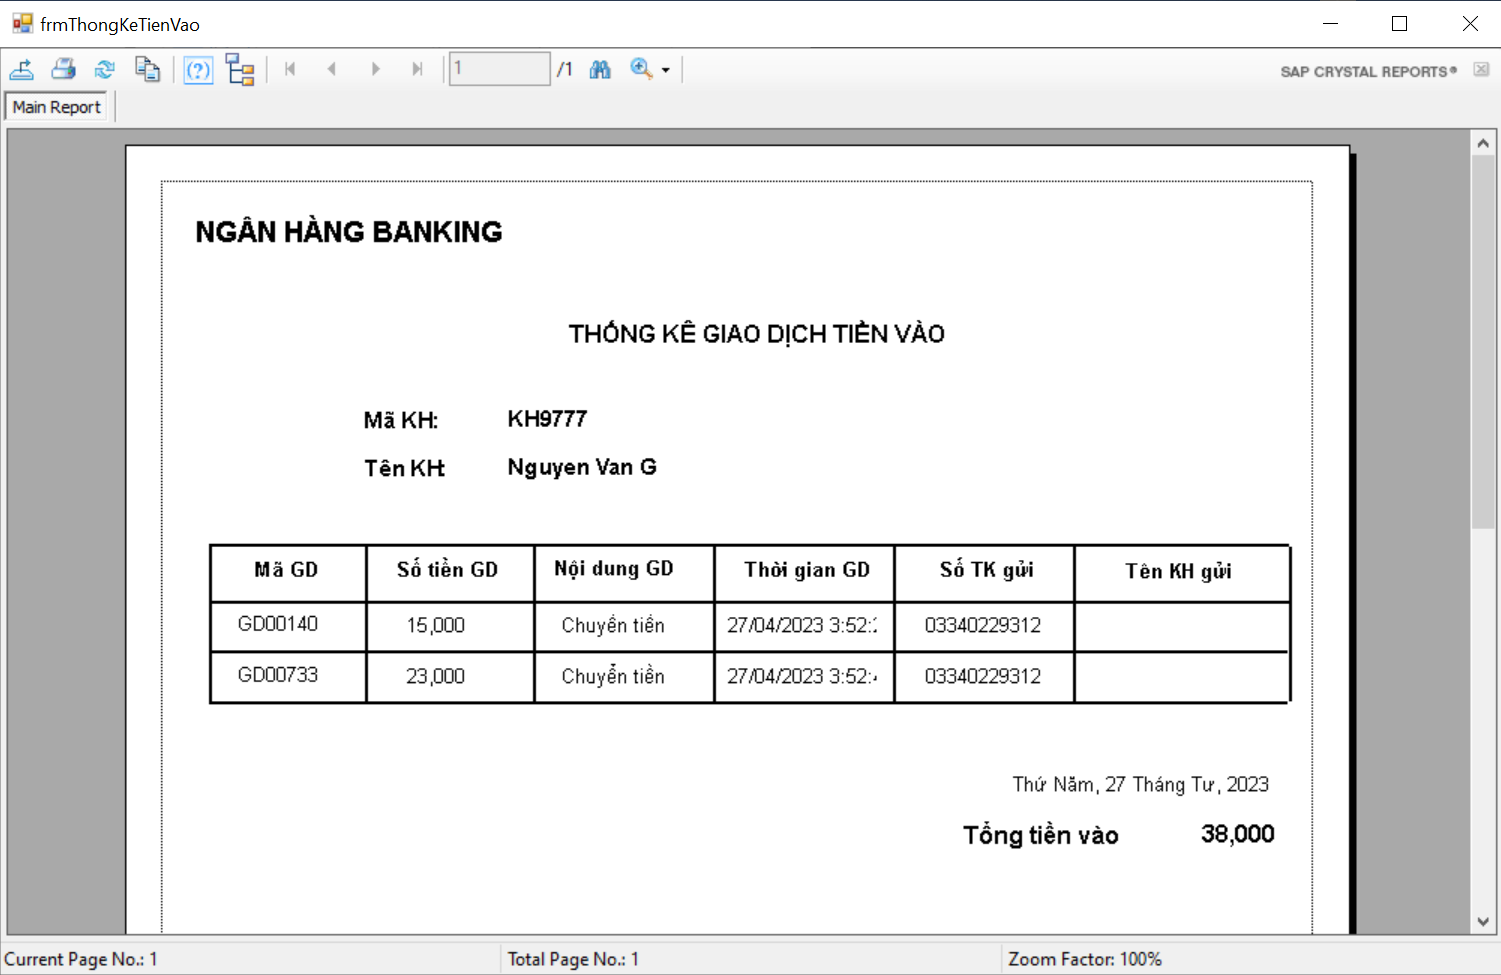 frmThongKeTienVao
1 /1
SAP CRYSTAL REPORTS®
Main Report
NGÂN HÀNG BANKING
THỐNG KÊ GIAO DỊCH TIỀN VÀO
Mã KH: KH9777
Tên KH: Nguyen Van G
Mã GD Số tiền GD Nội dung GD Thời gian GD Số TK gửi Tên KH gửi
GD00140 15,000 Chuyển tiền 27/04/2023 3:52: 03340229312
GD00733 23,000 Chuyển tiền 27/04/2023 3:52: 03340229312
Thứ Năm, 27 Tháng Tư, 2023
Tổng tiền vào 38,000
Current Page No.: 1 Total Page No.: 1 Zoom Factor: 100%